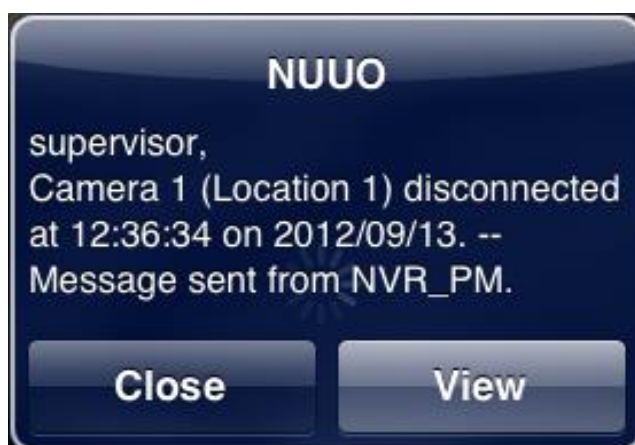 NUUO
supervisor,
Camera 1 (Location 1) disconnected
at 12:36:34 on 2012/09/13. --
Message sent from NVR_PM.
Close
View